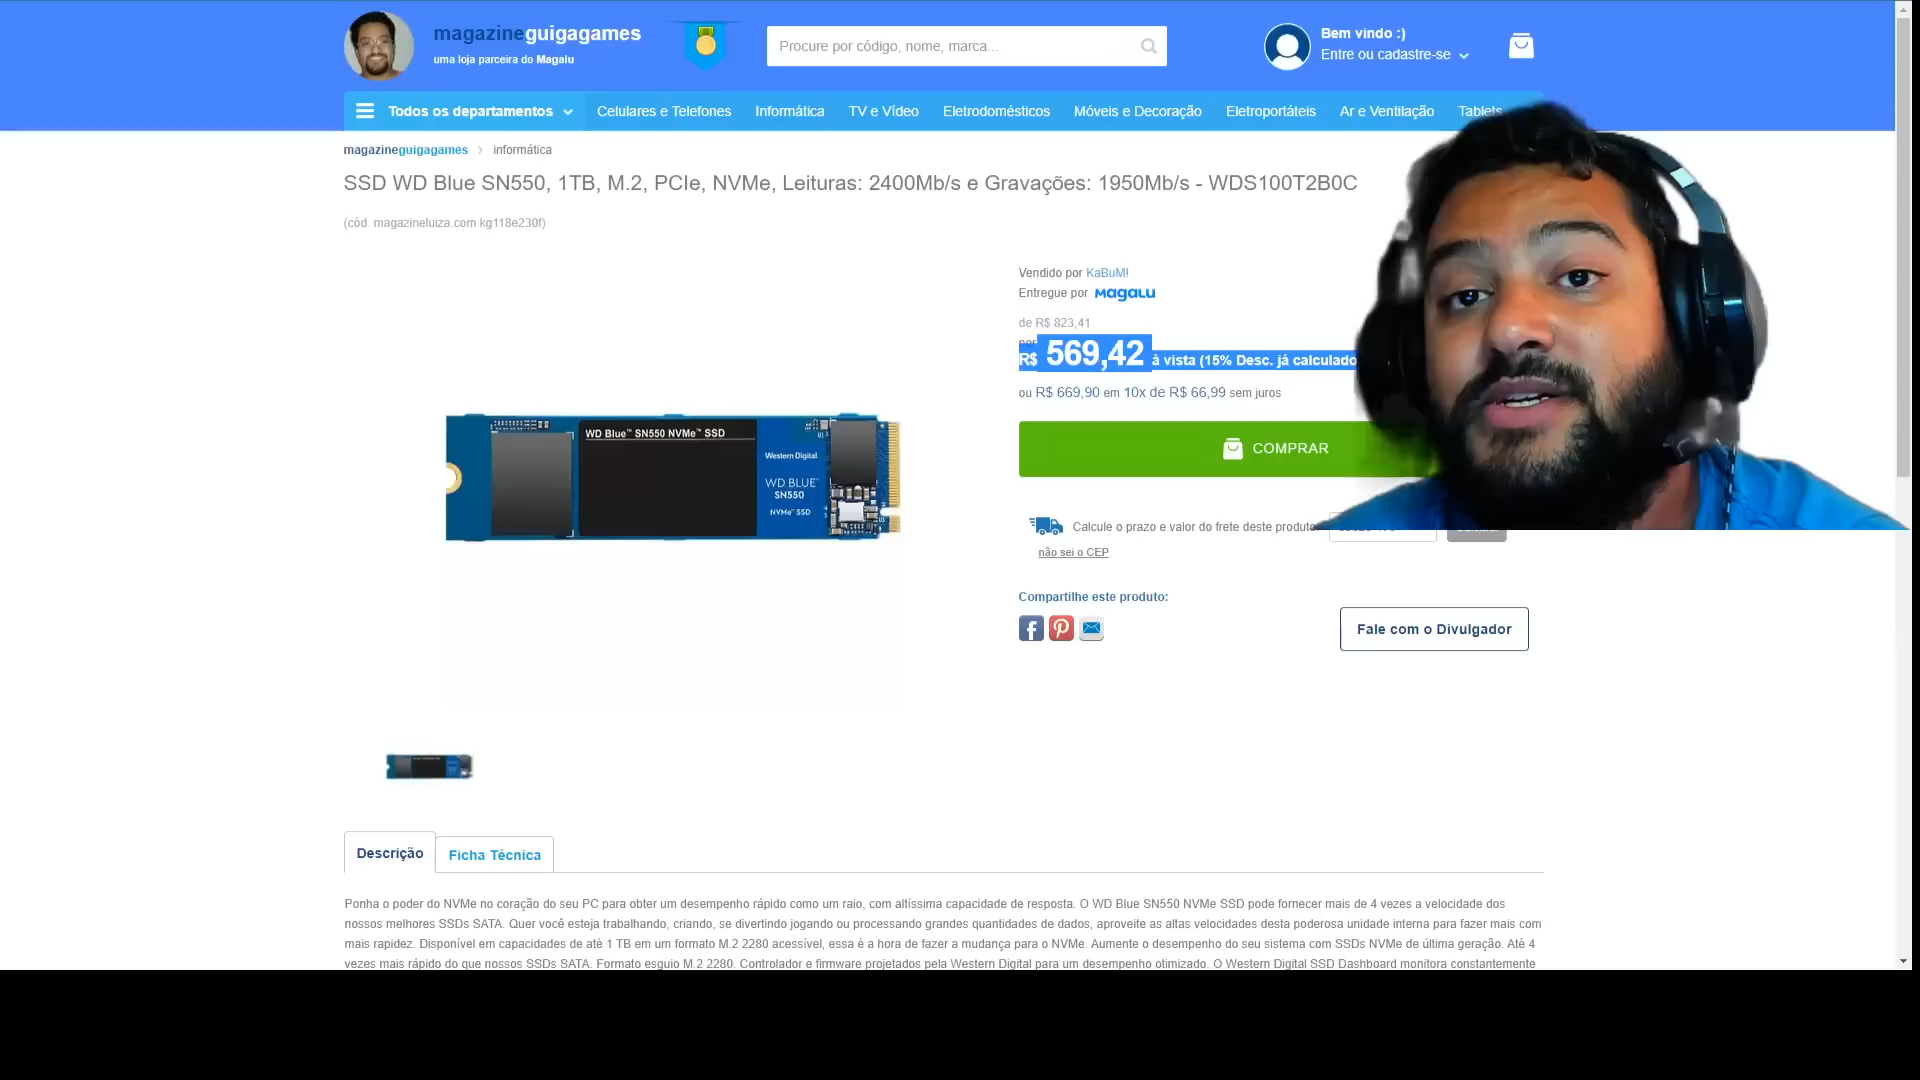 magazineguigagames
uma loja parceira do Magalu
Procure por código, nome, marca...
Bem vindo :)
Entre ou cadastre-se
Todos os departamentos
Celulares e Telefones
Informática
TV e Vídeo
Eletrodomésticos
Móveis e Decoração
Eletroportáteis
Ar e Ventilação
Tablets
magazineguigagames > informática
SSD WD Blue SN550, 1TB, M.2, PCIe, NVMe, Leituras: 2400Mb/s e Gravações: 1950Mb/s - WDS100T2B0C
(cód. magazineluiza.com kg118e230f)
Vendido por KaBuM!
Entregue por MAGALU
de R$ 823,41
por
R$ 569,42 à vista (15% Desc. já calculado
ou R$ 669,90 em 10x de R$ 66,99 sem juros
COMPRAR
WD Blue™ SN550 NVMe™ SSD
Western Digital
WD BLUE™
SN550
NVMe™ SSD
Calcule o prazo e valor do frete deste produto
não sei o CEP
Compartilhe este produto:
Fale com o Divulgador
Descrição
Ficha Técnica
Ponha o poder do NVMe no coração do seu PC para obter um desempenho rápido como um raio, com altíssima capacidade de resposta. O WD Blue SN550 NVMe SSD pode fornecer mais de 4 vezes a velocidade dos
nossos melhores SSDs SATA. Quer você esteja trabalhando, criando, se divertindo jogando ou processando grandes quantidades de dados, aproveite as altas velocidades desta poderosa unidade interna para fazer mais com
mais rapidez. Disponível em capacidades de até 1 TB em um formato M.2 2280 acessível, essa é a hora de fazer a mudança para o NVMe. Aumente o desempenho do seu sistema com SSDs NVMe de última geração. Até 4
vezes mais rápido do que nossos SSDs SATA. Formato esguio M.2 2280. Controlador e firmware projetados pela Western Digital para um desempenho otimizado. O Western Digital SSD Dashboard monitora constantemente